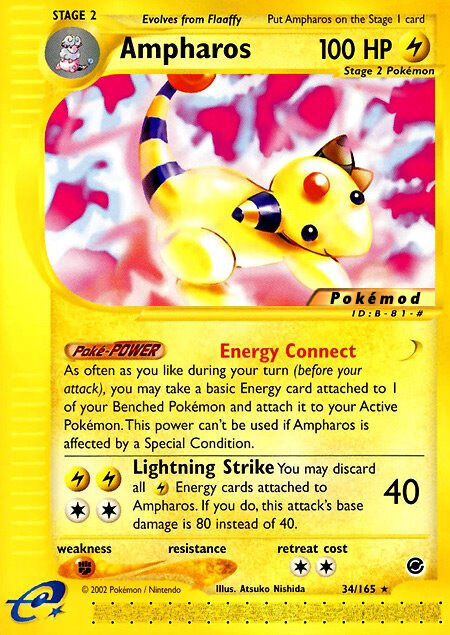 STAGE 2 Evolves from Flaaffy Put Ampharos on the Stage 1 card
Ampharos 100 HP
Stage 2 Pokémon
Pokémod
ID:B-81-#
Poké-POWER Energy Connect
As often as you like during your turn (before your
attack), you may take a basic Energy card attached to 1
of your Benched Pokémon and attach it to your Active
Pokémon. This power can't be used if Ampharos is
affected by a Special Condition.
Lightning Strike You may discard
all Energy cards attached to
Ampharos. If you do, this attack's base
damage is 80 instead of 40.
40
weakness resistance retreat cost
© 2002 Pokémon / Nintendo Illus. Atsuko Nishida 34/165 ★
e